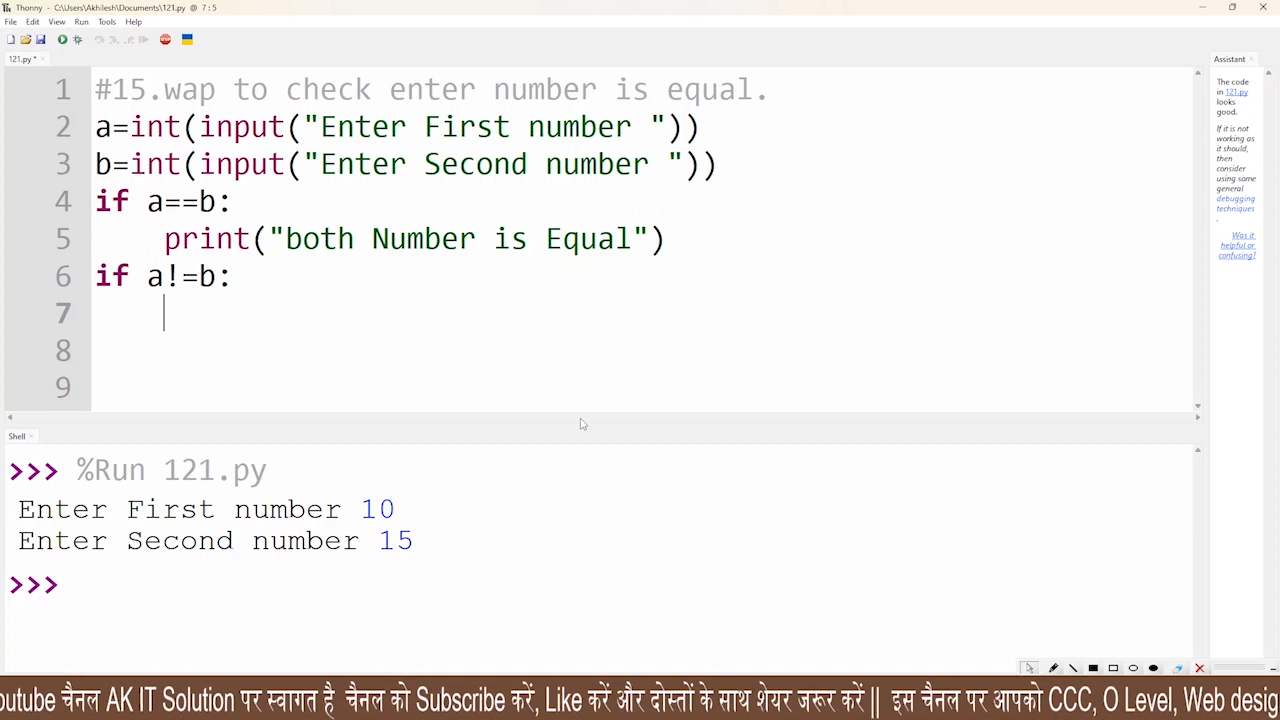 Thonny - C:\Users\Akhilesh\Documents\121.py @ 7 : 5
File Edit View Run Tools Help
121.py *
1 #15.wap to check enter number is equal.
2 a=int(input("Enter First number "))
3 b=int(input("Enter Second number "))
4 if a==b:
5 print("both Number is Equal")
6 if a!=b:
7
8
9
Assistant
The code
in 121.py
looks
good.
If it is not
working as
it should,
then
consider
using some
general
debugging
techniques
.
Was it
helpful or
confusing?
Shell
>>> %Run 121.py
Enter First number 10
Enter Second number 15
>>>
outube चैनल AK IT Solution पर स्वागत है चैनल को Subscribe करें, Like करें और दोस्तों के साथ शेयर जरूर करें || इस चैनल पर आपको CCC, O Level, Web desig